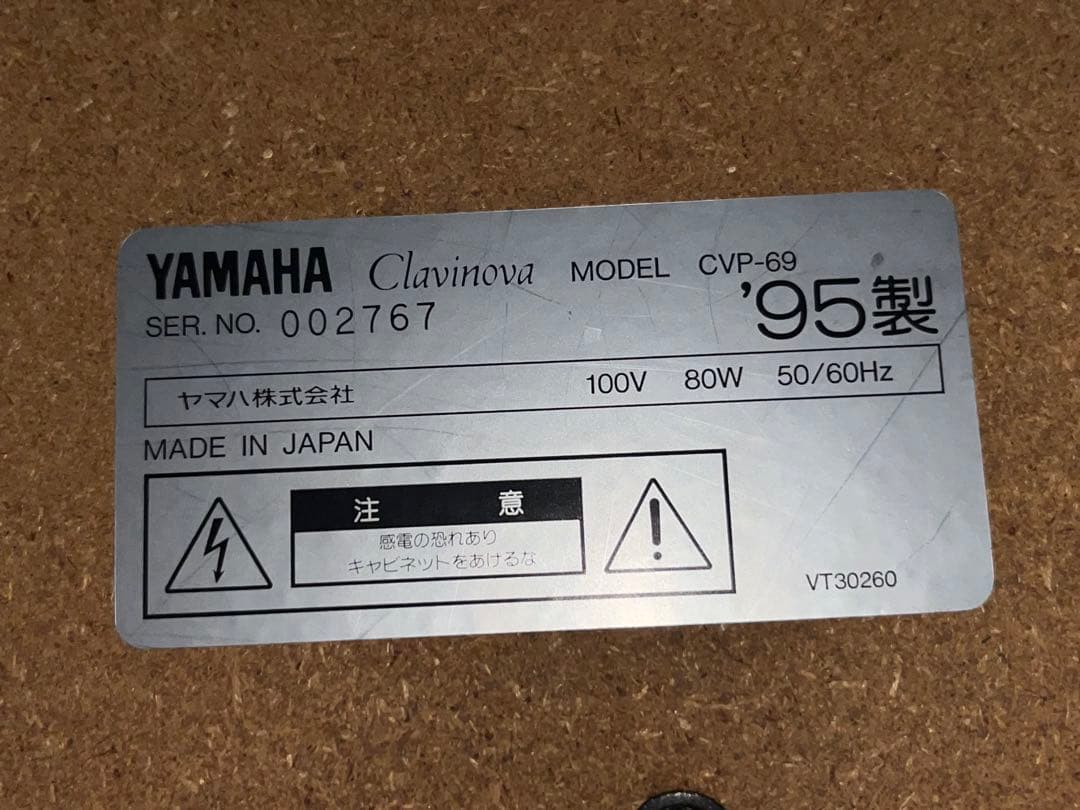 YAMAHA Clavinova MODEL CVP-69
SER. NO. 002767 '95製
ヤマハ株式会社 100V 80W 50/60Hz
MADE IN JAPAN
注意
感電の恐れあり
キャビネットをあけるな
VT30260